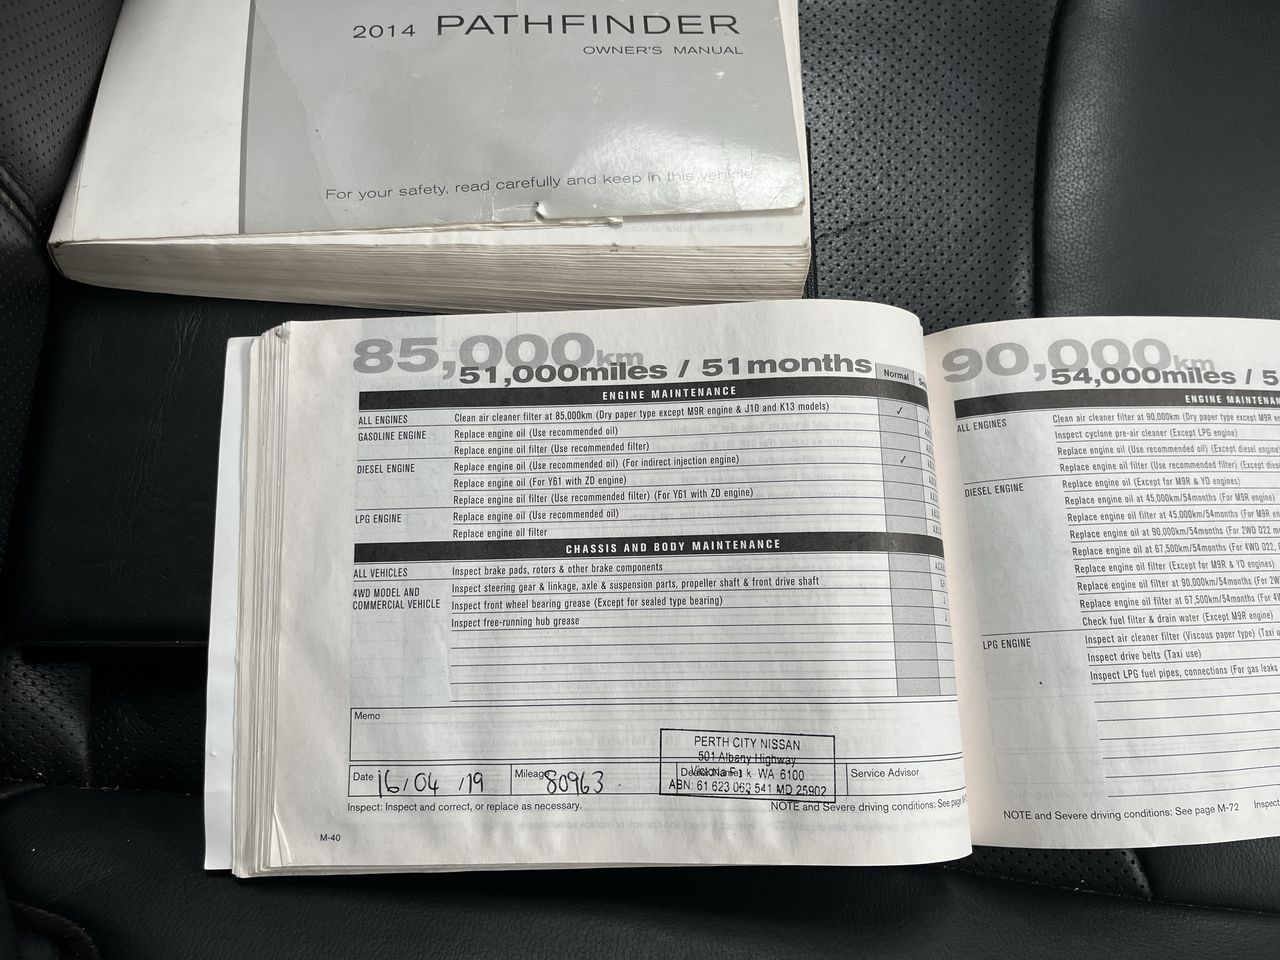 2014 PATHFINDER
OWNER'S MANUAL
For your safety, read carefully and keep in this vehicle.
85,000km
51,000miles / 51months
Normal
ENGINE MAINTENANCE
ALL ENGINES Clean air cleaner filter at 85,000km (Dry paper type except M9R engine & J10 and K13 models) ✓
GASOLINE ENGINE Replace engine oil (Use recommended oil)
Replace engine oil filter (Use recommended filter)
DIESEL ENGINE Replace engine oil (Use recommended oil) (For indirect injection engine) ✓
Replace engine oil (For Y61 with ZD engine)
Replace engine oil filter (Use recommended filter) (For Y61 with ZD engine)
LPG ENGINE Replace engine oil (Use recommended oil)
Replace engine oil filter
CHASSIS AND BODY MAINTENANCE
ALL VEHICLES Inspect brake pads, rotors & other brake components
4WD MODEL AND Inspect steering gear & linkage, axle & suspension parts, propeller shaft & front drive shaft
COMMERCIAL VEHICLE Inspect front wheel bearing grease (Except for sealed type bearing)
Inspect free-running hub grease
Memo
PERTH CITY NISSAN
501 Albany Highway
WA 6100
ABN: 61 623 062 541 MD 25902
Date 16/04/19 Mileage 80963 Service Advisor
Inspect: Inspect and correct, or replace as necessary. NOTE and Severe driving conditions: See page
M-40
90,000km
54,000miles / 5
ENGINE
ALL ENGINES Clean air cleaner filter at 90,000km (Dry paper type except M9R
Inspect cyclone pre-air cleaner (Except LPG engine)
Replace engine oil (Use recommended oil) (Except diesel engine)
Replace engine oil filter (Use recommended filter) (Except
DIESEL ENGINE Replace engine oil (Except for M9R & YD engines)
Replace engine oil at 45,000km/54months (For M9R engine)
Replace engine oil filter at 45,000km/54months (For M9R
Replace engine oil at 90,000km/54months (For 2WD D22
Replace engine oil at 67,500km/54months (For 4WD D22,
Replace engine oil filter (Except for M9R & YD engines)
Replace engine oil filter at 90,000km/54months (For
Replace engine oil filter at 67,500km/54months (For
Check fuel filter & drain water (Except M9R engine)
LPG ENGINE Inspect air cleaner filter (Viscous paper type) (Taxi
Inspect drive belts (Taxi use)
Inspect LPG fuel pipes, connections (For gas leaks
NOTE and Severe driving conditions: See page M-72 Inspect